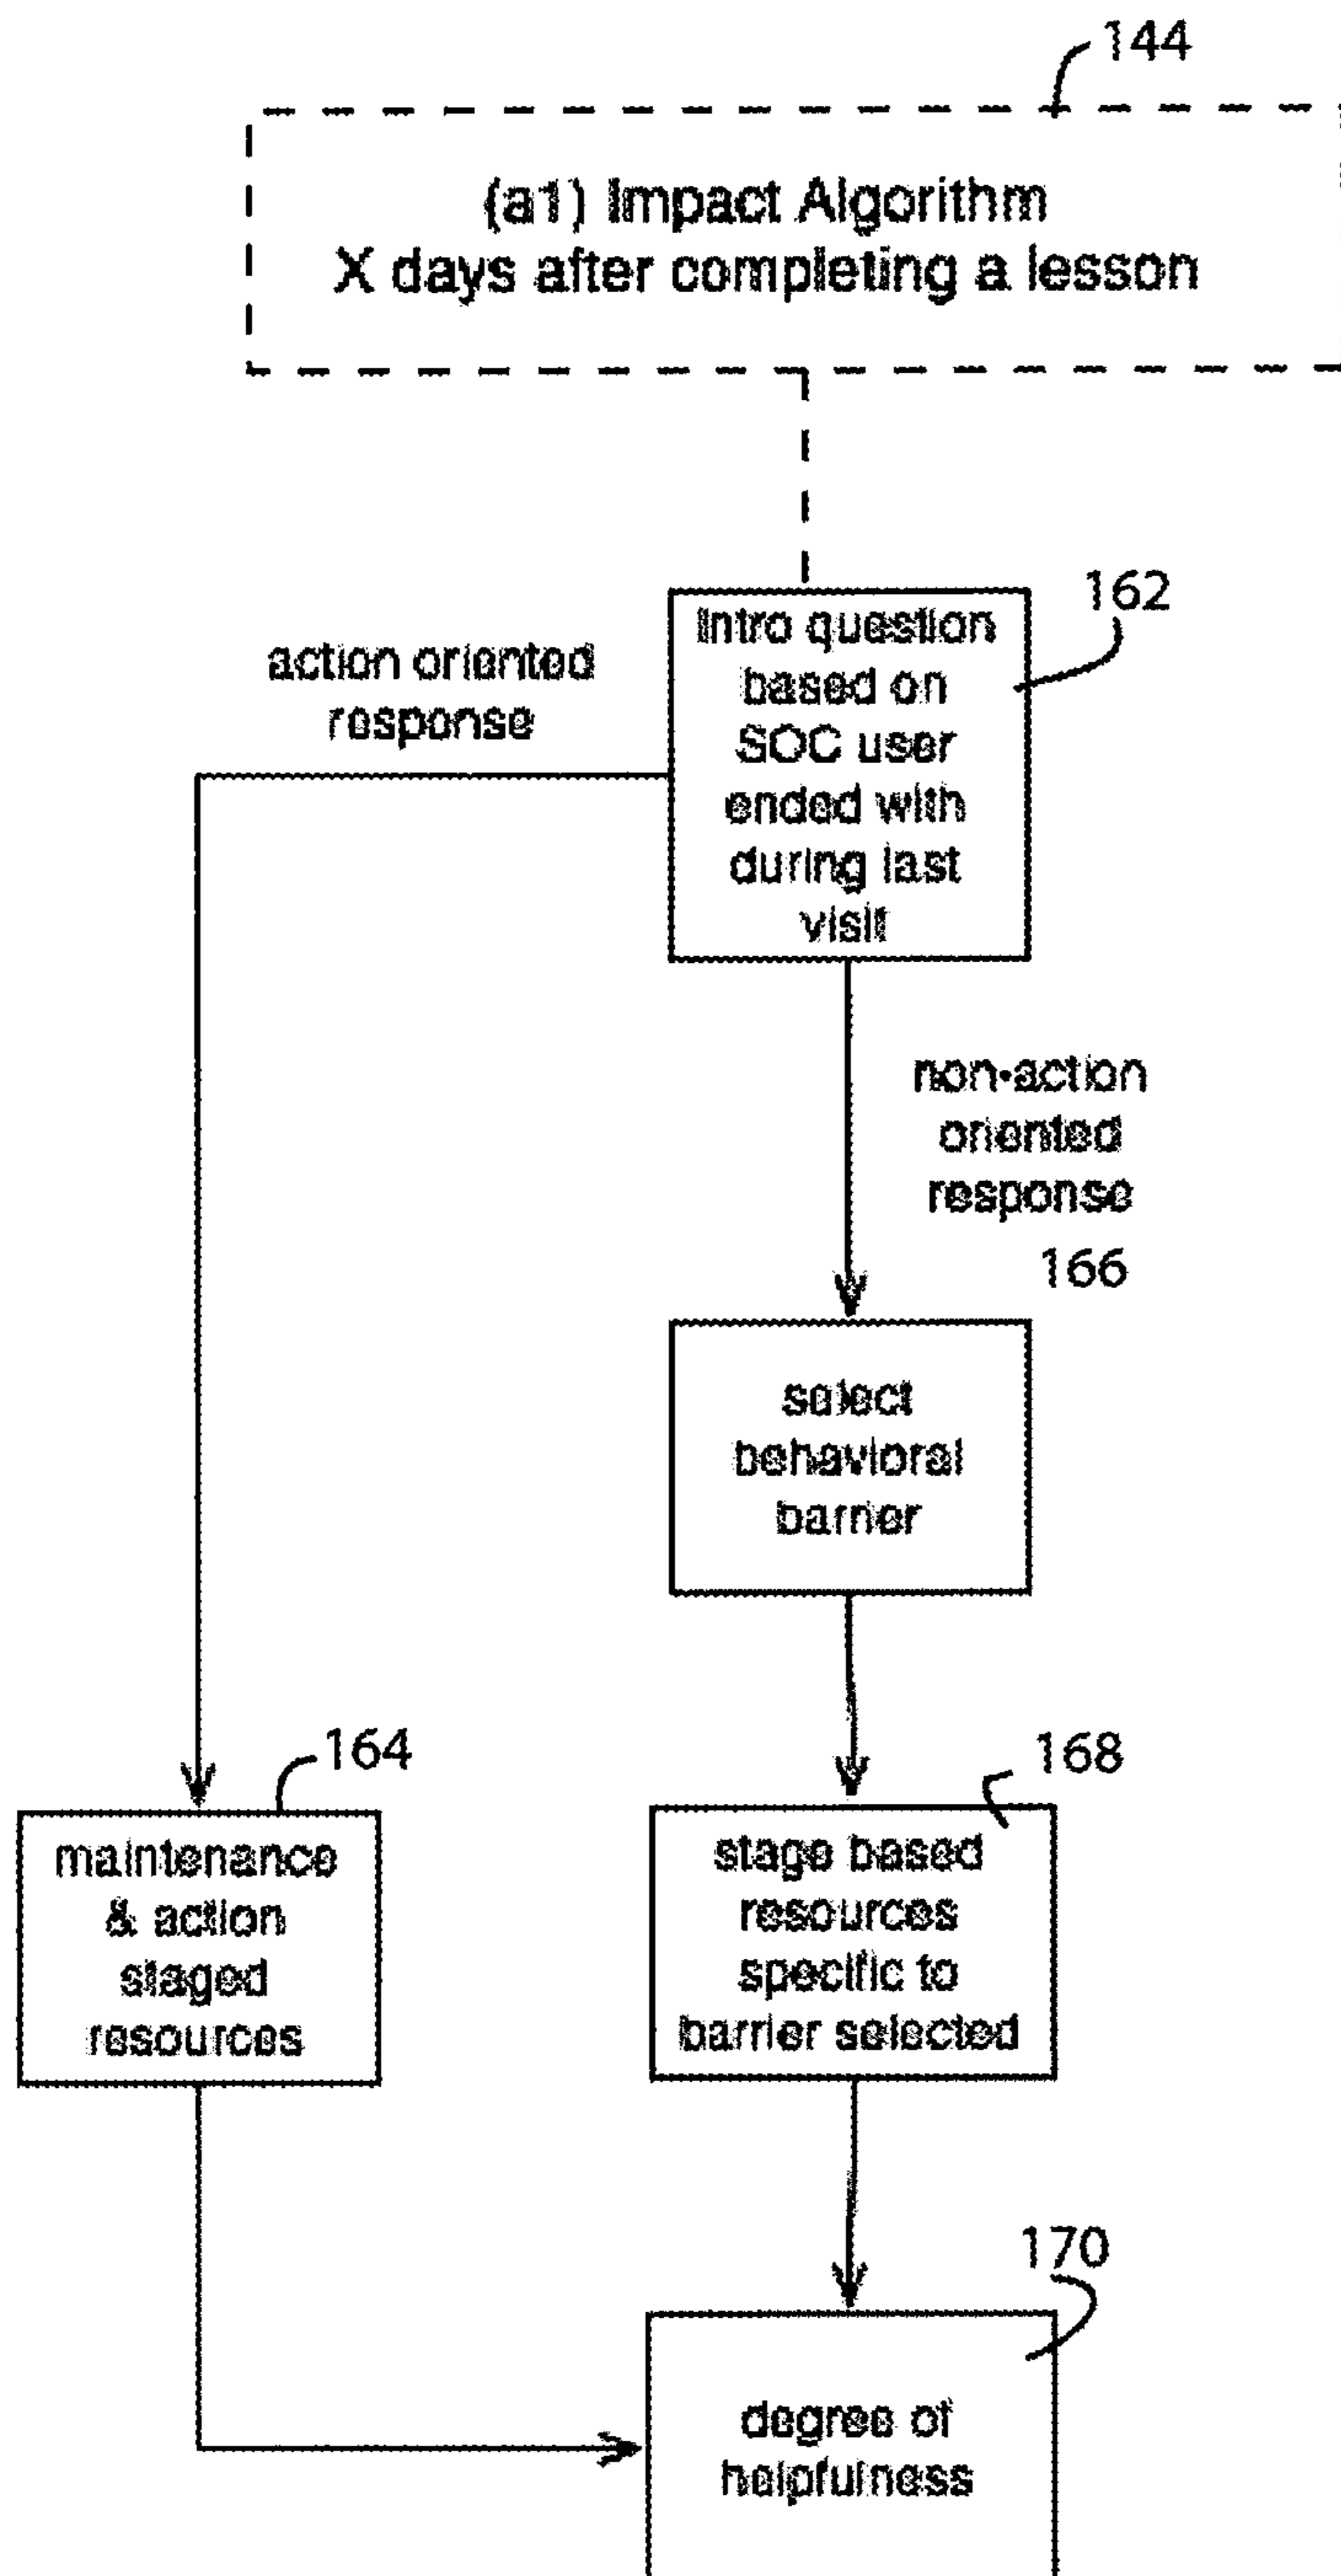 144
(a1) Impact Algorithm
X days after completing a lesson
162
Intro question
based on
SOC user
ended with
during last
visit
action oriented
response
non-action
oriented
response
166
select
behavioral
barrier
164
maintenance
& action
staged
resources
168
stage based
resources
specific to
barrier selected
170
degree of
helpfulness